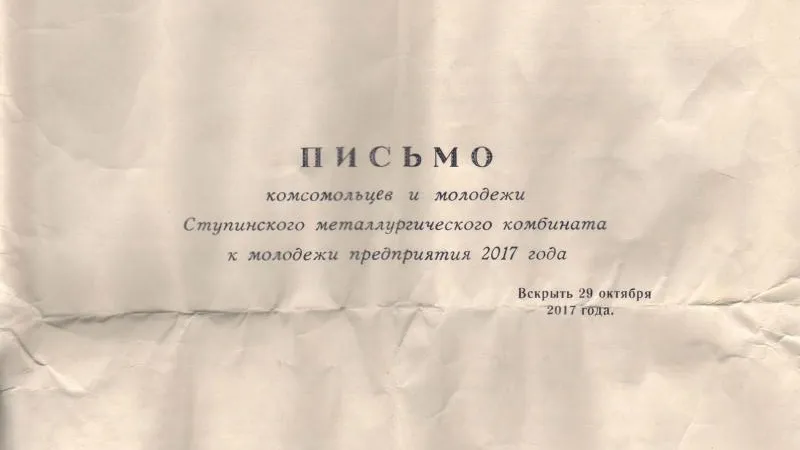 ПИСЬМО
комсомольцев и молодежи
Ступинского металлургического комбината
к молодежи предприятия 2017 года
Вскрыть 29 октября
2017 года.